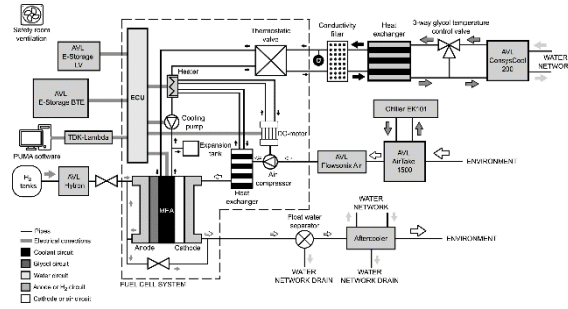 Safety room
ventilation
AVL
E-Storage
LV
AVL
E-Storage BTE
TDK-Lambda
PUMA software
H2
tanks
AVL
Hytron
ECU
Heater
Cooling
pump
Expansion
tank
Thermostatic
valve
DC-motor
Air
compressor
Heat
exchanger
MEA
Anode
Cathode
FUEL CELL SYSTEM
Conductivity
filter
Heat
exchanger
3-way glycol temperature
control valve
AVL
ConsysCool
200
WATER
NETWORK
Chiller EK101
AVL
Flowsonix Air
AVL
Airtake
1500
ENVIRONMENT
Float water
separator
WATER
NETWORK DRAIN
WATER
NETWORK
Aftercooler
ENVIRONMENT
WATER
NETWORK DRAIN
Pipes
Electrical connections
Coolant circuit
Glycol circuit
Water circuit
Anode or H2 circuit
Cathode or air circuit